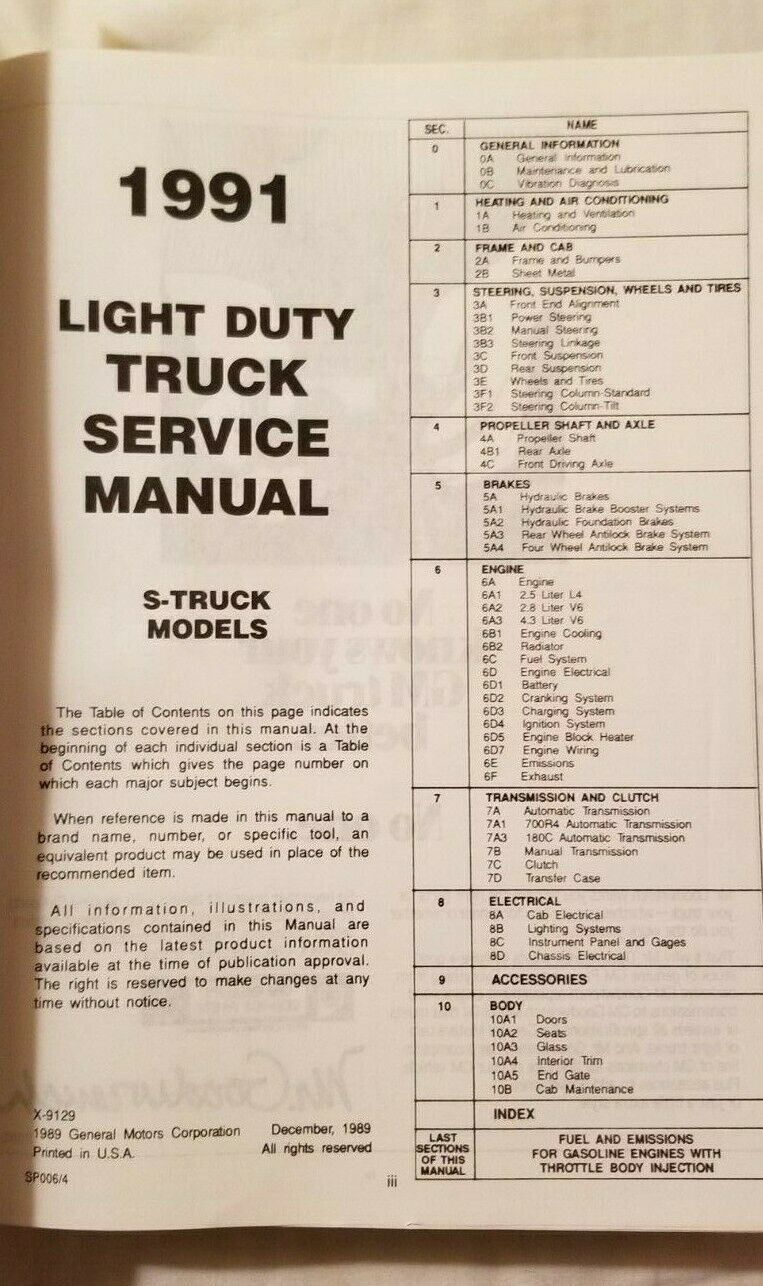 1991
LIGHT DUTY
TRUCK
SERVICE
MANUAL
S-TRUCK
MODELS
The Table of Contents on this page indicates
the sections covered in this manual. At the
beginning of each individual section is a Table
of Contents which gives the page number on
which each major subject begins.
When reference is made in this manual to a
brand name, number, or specific tool, an
equivalent product may be used in place of the
recommended item.
All information, illustrations, and
specifications contained in this Manual are
based on the latest product information
available at the time of publication approval.
The right is reserved to make changes at any
time without notice.
X-9129
1989 General Motors Corporation December, 1989
Printed in U.S.A. All rights reserved
SP006/4
SEC. NAME
0 GENERAL INFORMATION
0A General Information
0B Maintenance and Lubrication
0C Vibration Diagnosis
1 HEATING AND AIR CONDITIONING
1A Heating and Ventilation
1B Air Conditioning
2 FRAME AND CAB
2A Frame and Bumpers
2B Sheet Metal
3 STEERING, SUSPENSION, WHEELS AND TIRES
3A Front End Alignment
3B1 Power Steering
3B2 Manual Steering
3B3 Steering Linkage
3C Front Suspension
3D Rear Suspension
3E Wheels and Tires
3F1 Steering Column-Standard
3F2 Steering Column-Tilt
4 PROPELLER SHAFT AND AXLE
4A Propeller Shaft
4B1 Rear Axle
4C Front Driving Axle
5 BRAKES
5A Hydraulic Brakes
5A1 Hydraulic Brake Booster Systems
5A2 Hydraulic Foundation Brakes
5A3 Rear Wheel Antilock Brake System
5A4 Four Wheel Antilock Brake System
6 ENGINE
6A Engine
6A1 2.5 Liter L4
6A2 2.8 Liter V6
6A3 4.3 Liter V6
6B1 Engine Cooling
6B2 Radiator
6C Fuel System
6D Engine Electrical
6D1 Battery
6D2 Cranking System
6D3 Charging System
6D4 Ignition System
6D5 Engine Block Heater
6D7 Engine Wiring
6E Emissions
6F Exhaust
7 TRANSMISSION AND CLUTCH
7A Automatic Transmission
7A1 700R4 Automatic Transmission
7A3 180C Automatic Transmission
7B Manual Transmission
7C Clutch
7D Transfer Case
8 ELECTRICAL
8A Cab Electrical
8B Lighting Systems
8C Instrument Panel and Gages
8D Chassis Electrical
9 ACCESSORIES
10 BODY
10A1 Doors
10A2 Seats
10A3 Glass
10A4 Interior Trim
10A5 End Gate
10B Cab Maintenance
INDEX
LAST
SECTIONS
OF THIS
MANUAL
FUEL AND EMISSIONS
FOR GASOLINE ENGINES WITH
THROTTLE BODY INJECTION
iii